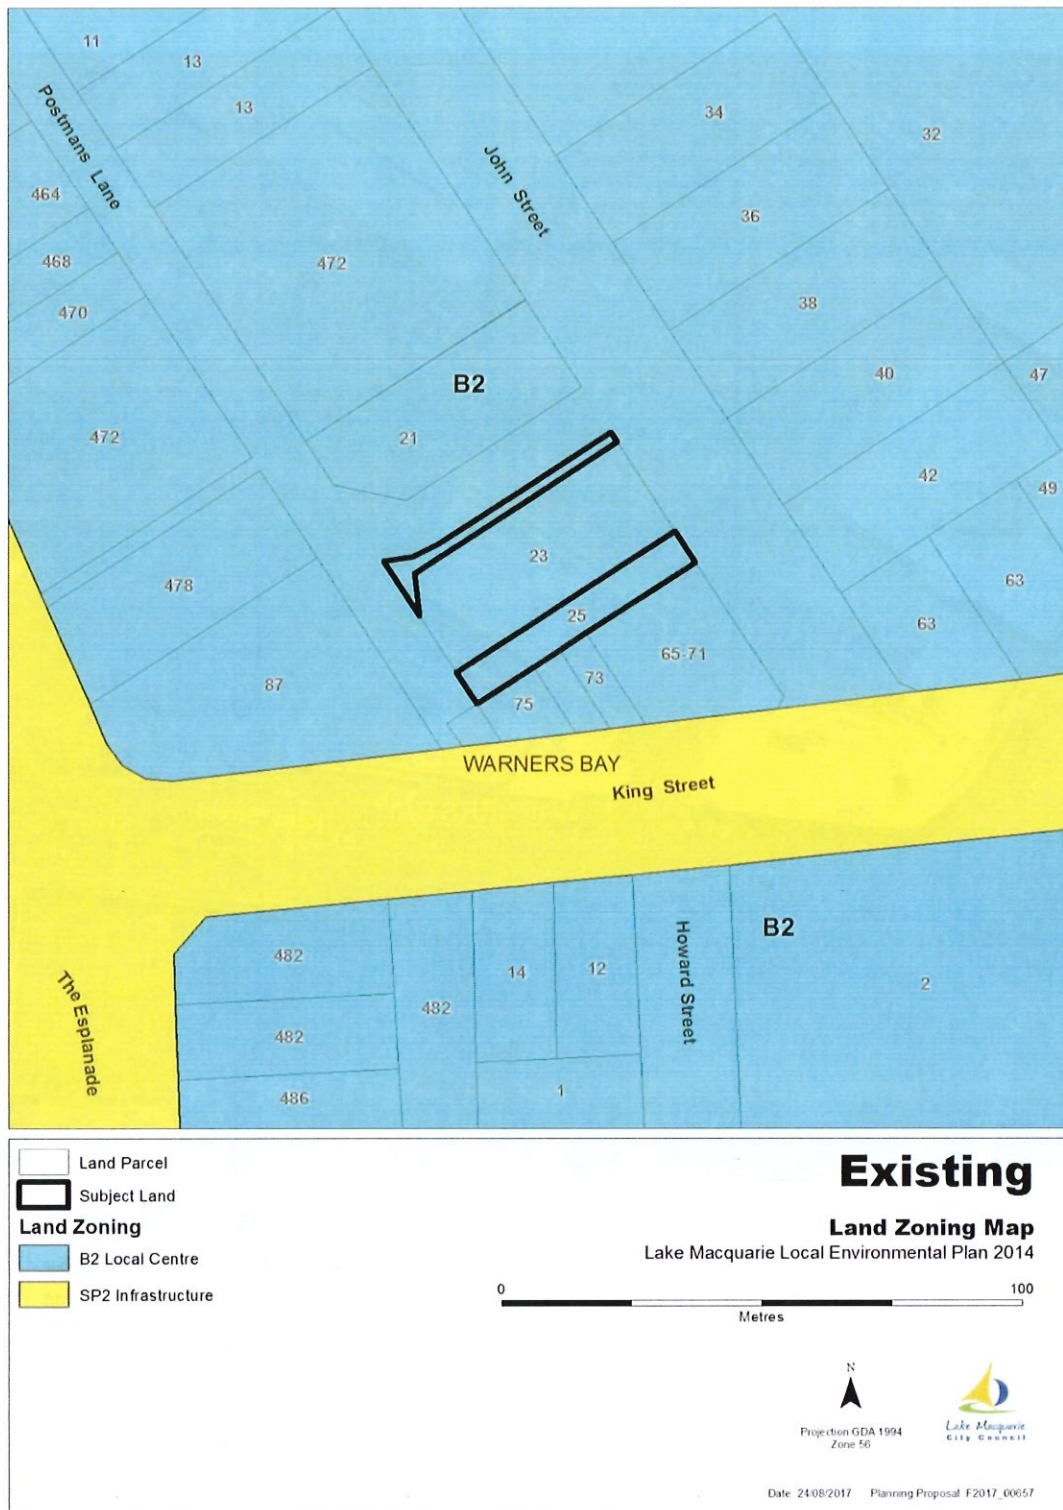 11
13
13
Postmans Lane
John Street
34
32
464
36
468
472
470
38
B2
40
47
472
21
42
49
23
478
63
25
63
65-71
73
87
75
WARNERS BAY
King Street
B2
Howard Street
482
14
12
2
The Esplanade
482
482
486
1
Land Parcel
Subject Land
Land Zoning
B2 Local Centre
SP2 Infrastructure
Existing
Land Zoning Map
Lake Macquarie Local Environmental Plan 2014
0 100
Metres
N
Projection GDA 1994
Zone 56
Lake Macquarie
City Council
Date 24/08/2017 Planning Proposal F2017_00657